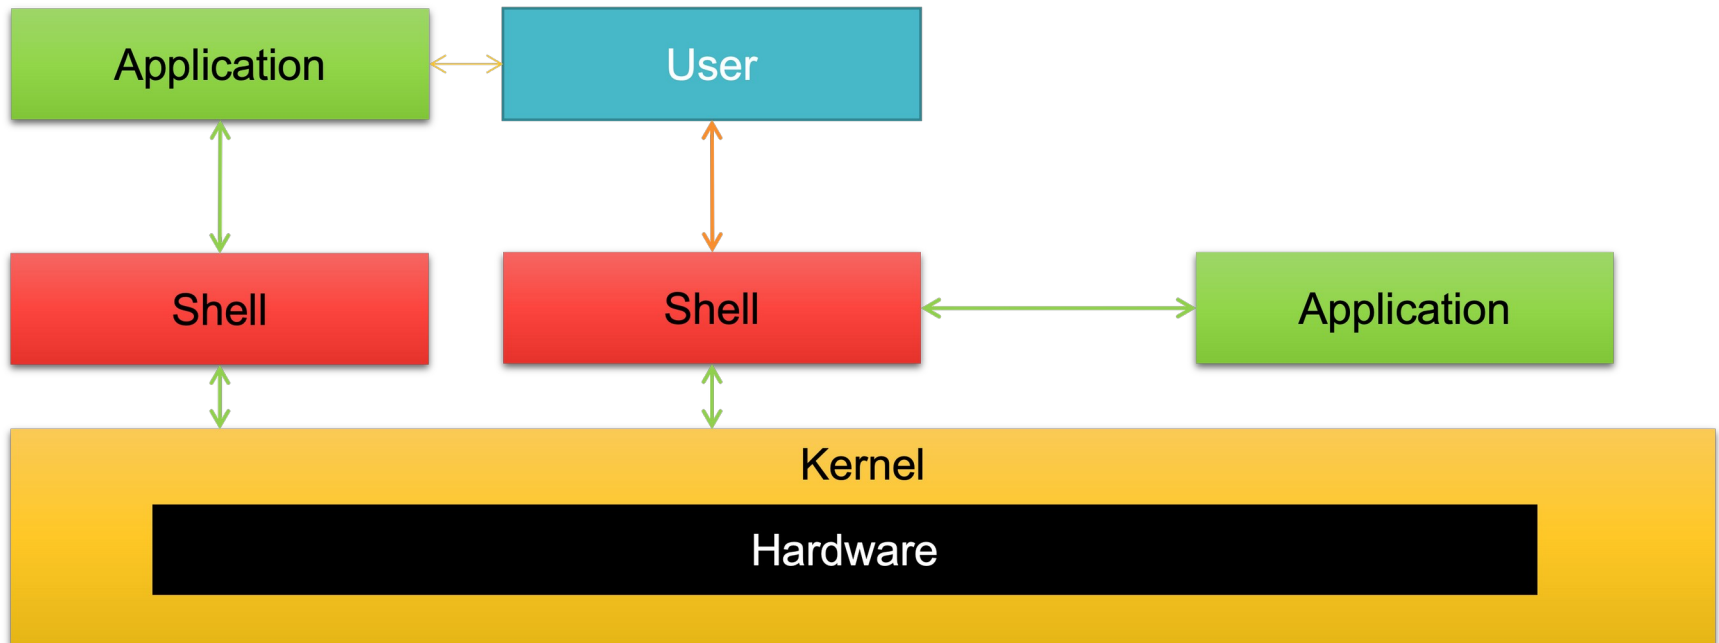 Application
User
Shell
Shell
Application
Kernel
Hardware